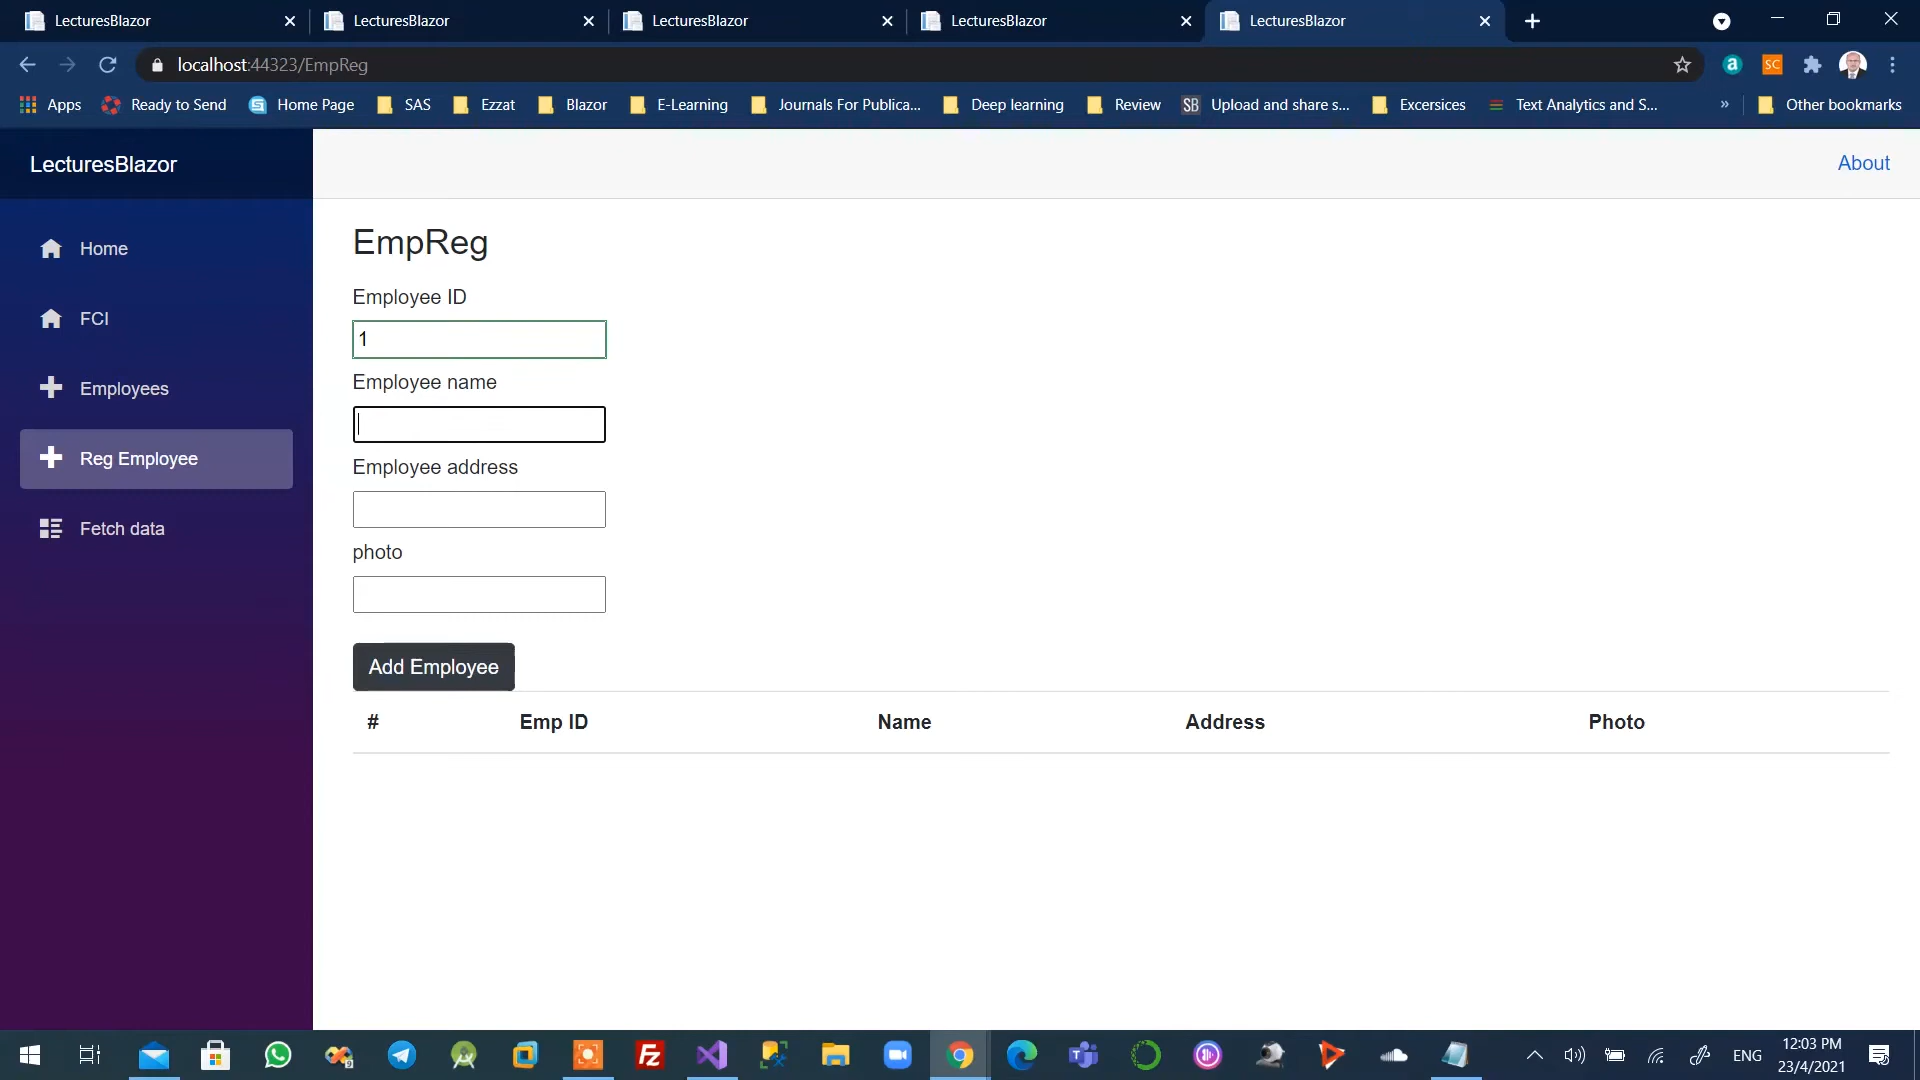 LecturesBlazor LecturesBlazor LecturesBlazor LecturesBlazor LecturesBlazor
localhost:44323/EmpReg
SC
Apps Ready to Send Home Page SAS Ezzat Blazor E-Learning Journals For Publica... Deep learning Review SB Upload and share s... Excersices Text Analytics and S... » Other bookmarks
LecturesBlazor
About
Home
FCI
Employees
Reg Employee
Fetch data
EmpReg
Employee ID
1
Employee name
Employee address
photo
Add Employee
# Emp ID Name Address Photo
ENG
12:03 PM
23/4/2021